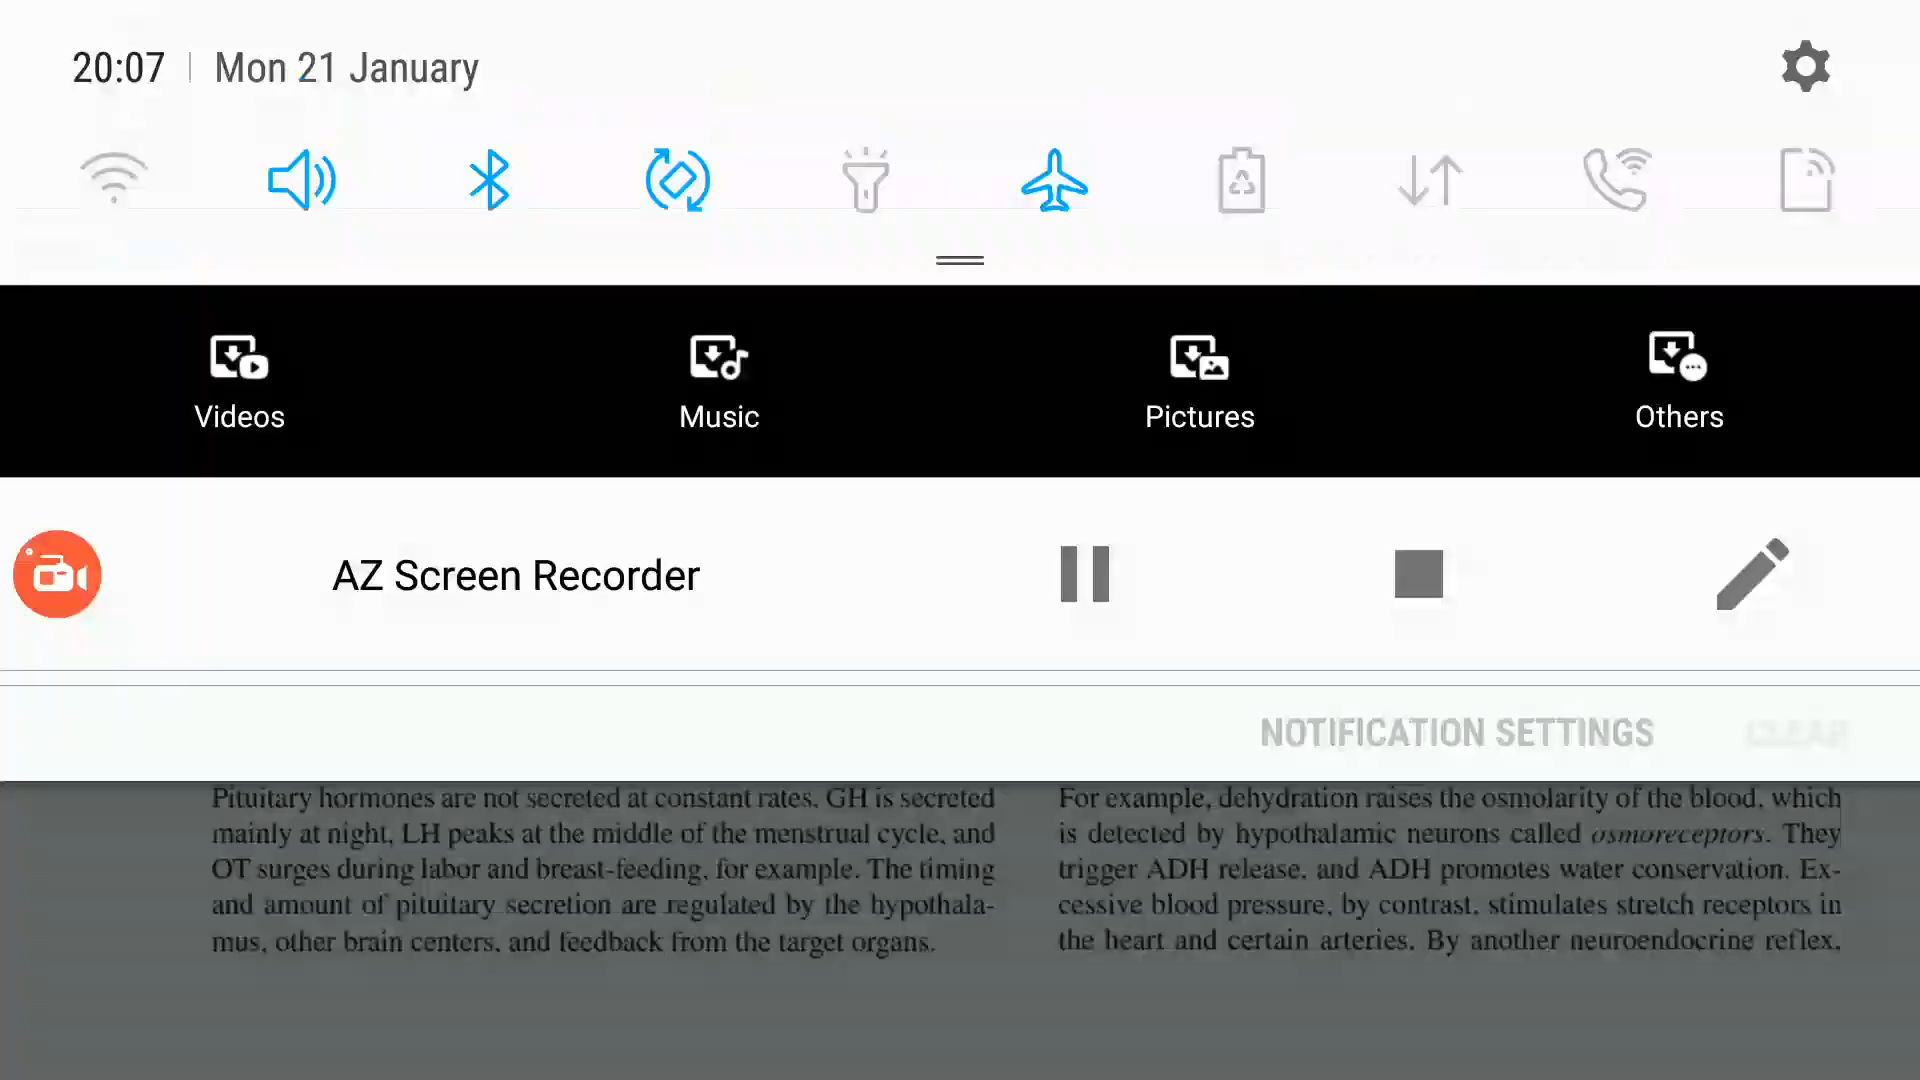 20:07 | Mon 21 January
Videos
Music
Pictures
Others
AZ Screen Recorder
NOTIFICATION SETTINGS
CLEAR
Pituitary hormones are not secreted at constant rates. GH is secreted
mainly at night, LH peaks at the middle of the menstrual cycle, and
OT surges during labor and breast-feeding, for example. The timing
and amount of pituitary secretion are regulated by the hypothala-
mus, other brain centers, and feedback from the target organs.
For example, dehydration raises the osmolarity of the blood, which
is detected by hypothalamic neurons called osmoreceptors. They
trigger ADH release, and ADH promotes water conservation. Ex-
cessive blood pressure, by contrast, stimulates stretch receptors in
the heart and certain arteries. By another neuroendocrine reflex,